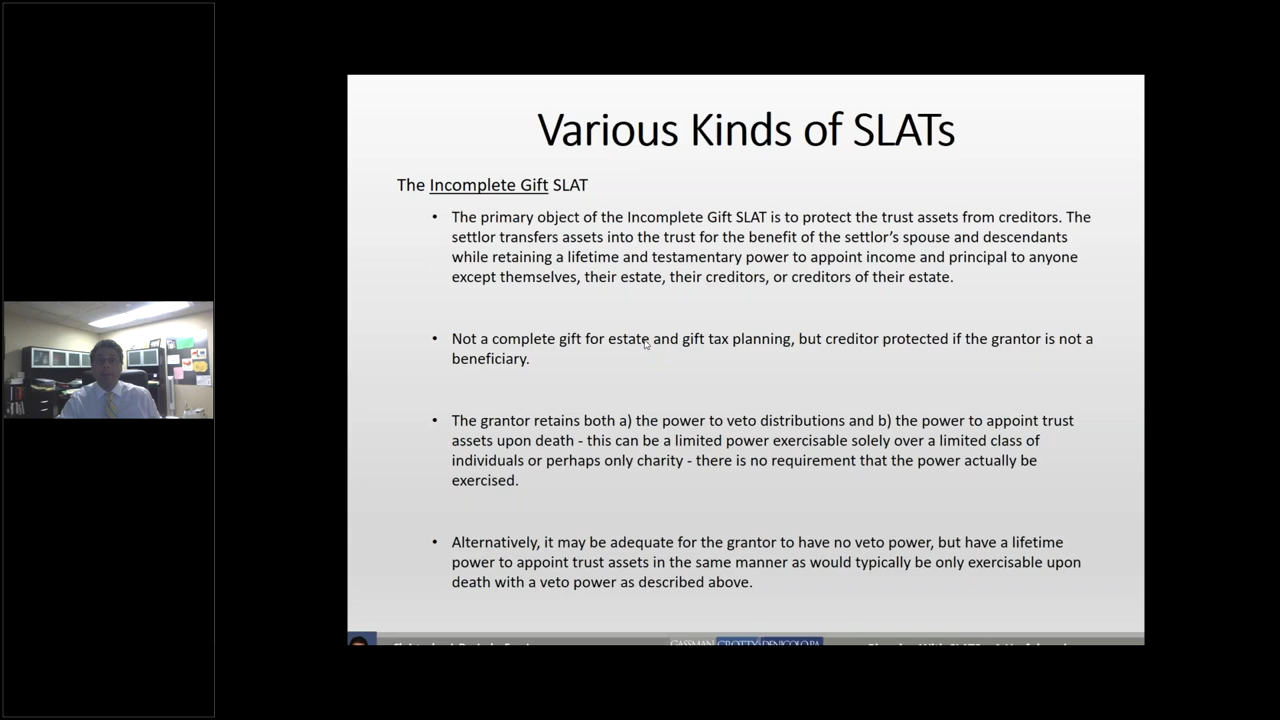 Various Kinds of SLATs
The Incomplete Gift SLAT
• The primary object of the Incomplete Gift SLAT is to protect the trust assets from creditors. The
settlor transfers assets into the trust for the benefit of the settlor's spouse and descendants
while retaining a lifetime and testamentary power to appoint income and principal to anyone
except themselves, their estate, their creditors, or creditors of their estate.
• Not a complete gift for estate and gift tax planning, but creditor protected if the grantor is not a
beneficiary.
• The grantor retains both a) the power to veto distributions and b) the power to appoint trust
assets upon death - this can be a limited power exercisable solely over a limited class of
individuals or perhaps only charity - there is no requirement that the power actually be
exercised.
• Alternatively, it may be adequate for the grantor to have no veto power, but have a lifetime
power to appoint trust assets in the same manner as would typically be only exercisable upon
death with a veto power as described above.
GASSMAN CROTTY DENICOLO PA